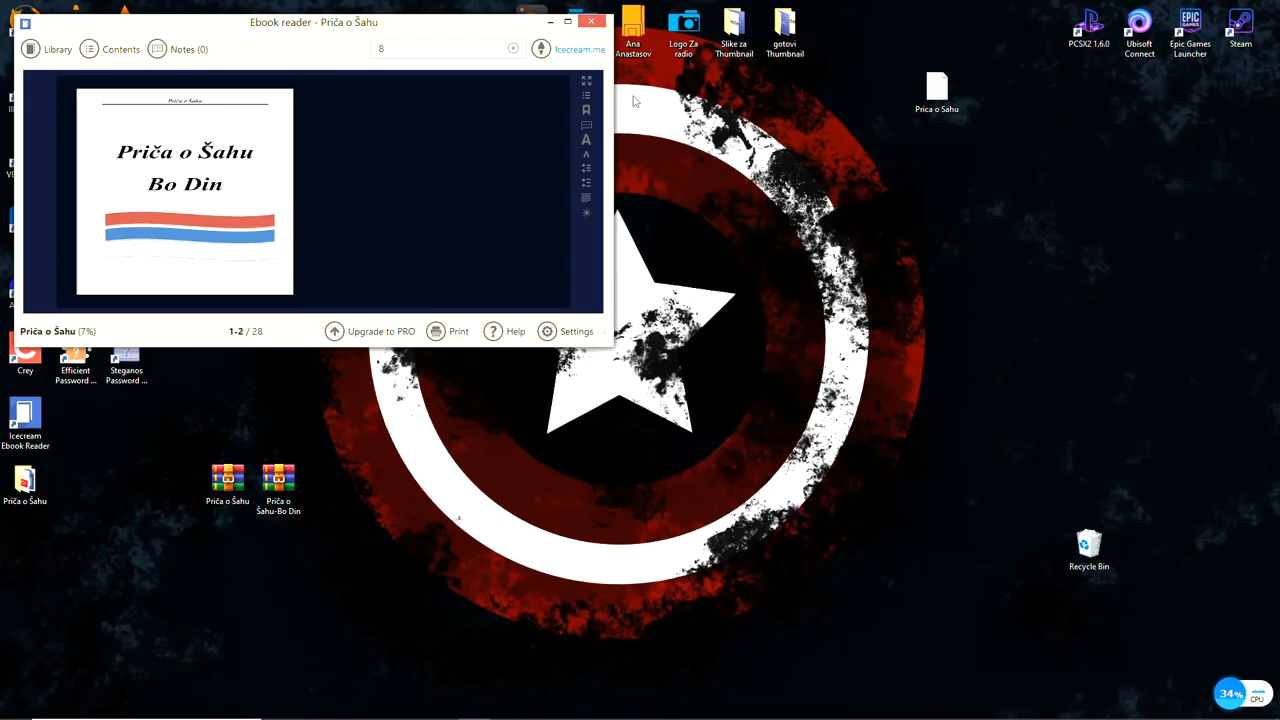 Ebook reader - Priča o Šahu
Library
Contents
Notes (0)
8
Icecream.me
Priča o Šahu
Priča o Šahu
Bo Din
Priča o Šahu (7%)
1-2 / 28
Upgrade to PRO
Print
Help
Settings
Ana
Anastasov
Logo Za
radio
Slike za
Thumbnail
gotovi
Thumbnail
PCSX2 1.6.0
Ubisoft
Connect
Epic Games
Launcher
Steam
Prica o Sahu
Crey
Efficient
Password ...
Steganos
Password ...
Icecream
Ebook Reader
Priča o Šahu
Priča o Šahu
Priča o
Šahu-Bo Din
Recycle Bin
34%
CPU